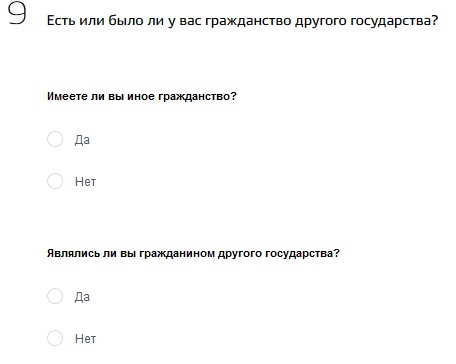 9 Есть или было ли у вас гражданство другого государства?
Имеете ли вы иное гражданство?
Да
Нет
Являлись ли вы гражданином другого государства?
Да
Нет